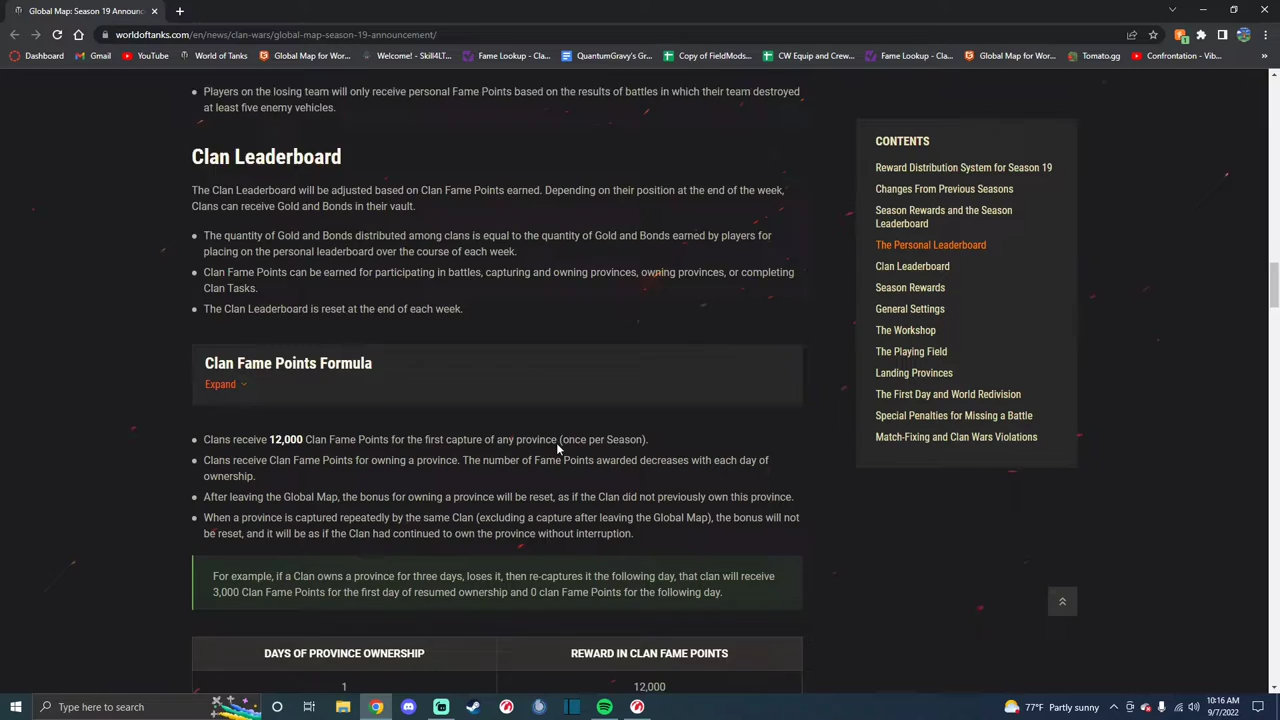 Global Map: Season 19 Announc
worldoftanks.com/en/news/clan-wars/global-map-season-19-announcement/
Dashboard
Gmail
YouTube
World of Tanks
Global Map for Wor...
Welcome! - Skill4LT...
Fame Lookup - Cla...
QuantumGravy's Gr...
Copy of FieldMods...
CW Equip and Crew...
Fame Lookup - Cla...
Global Map for Wor...
Tomato.gg
Confrontation - Vib...
Players on the losing team will only receive personal Fame Points based on the results of battles in which their team destroyed
at least five enemy vehicles.
Clan Leaderboard
The Clan Leaderboard will be adjusted based on Clan Fame Points earned. Depending on their position at the end of the week,
Clans can receive Gold and Bonds in their vault.
The quantity of Gold and Bonds distributed among clans is equal to the quantity of Gold and Bonds earned by players for
placing on the personal leaderboard over the course of each week.
Clan Fame Points can be earned for participating in battles, capturing and owning provinces, owning provinces, or completing
Clan Tasks.
The Clan Leaderboard is reset at the end of each week.
Clan Fame Points Formula
Expand
Clans receive 12,000 Clan Fame Points for the first capture of any province (once per Season).
Clans receive Clan Fame Points for owning a province. The number of Fame Points awarded decreases with each day of
ownership.
After leaving the Global Map, the bonus for owning a province will be reset, as if the Clan did not previously own this province.
When a province is captured repeatedly by the same Clan (excluding a capture after leaving the Global Map), the bonus will not
be reset, and it will be as if the Clan had continued to own the province without interruption.
For example, if a Clan owns a province for three days, loses it, then re-captures it the following day, that clan will receive
3,000 Clan Fame Points for the first day of resumed ownership and 0 clan Fame Points for the following day.
DAYS OF PROVINCE OWNERSHIP
REWARD IN CLAN FAME POINTS
1
12,000
CONTENTS
Reward Distribution System for Season 19
Changes From Previous Seasons
Season Rewards and the Season
Leaderboard
The Personal Leaderboard
Clan Leaderboard
Season Rewards
General Settings
The Workshop
The Playing Field
Landing Provinces
The First Day and World Redivision
Special Penalties for Missing a Battle
Match-Fixing and Clan Wars Violations
Type here to search
77°F Partly sunny
10:16 AM
9/7/2022